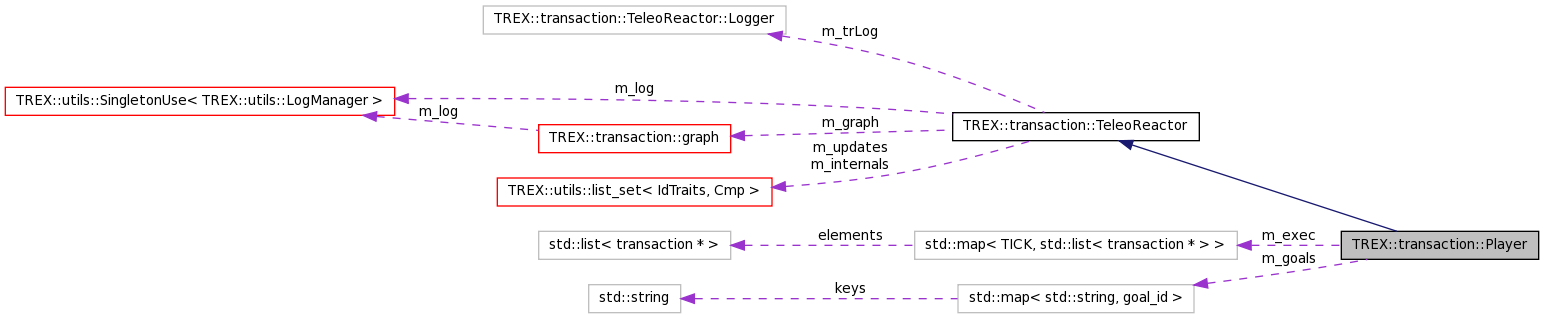 TREX::transaction::TeleoReactor::Logger
m_trLog
TREX::utils::SingletonUse< TREX::utils::LogManager >
m_log
m_log
TREX::transaction::graph
m_graph
TREX::transaction::TeleoReactor
m_updates
m_internals
TREX::utils::list_set< IdTraits, Cmp >
std::list< transaction * >
elements
std::map< TICK, std::list< transaction * > >
m_exec
TREX::transaction::Player
m_goals
std::string
keys
std::map< std::string, goal_id >